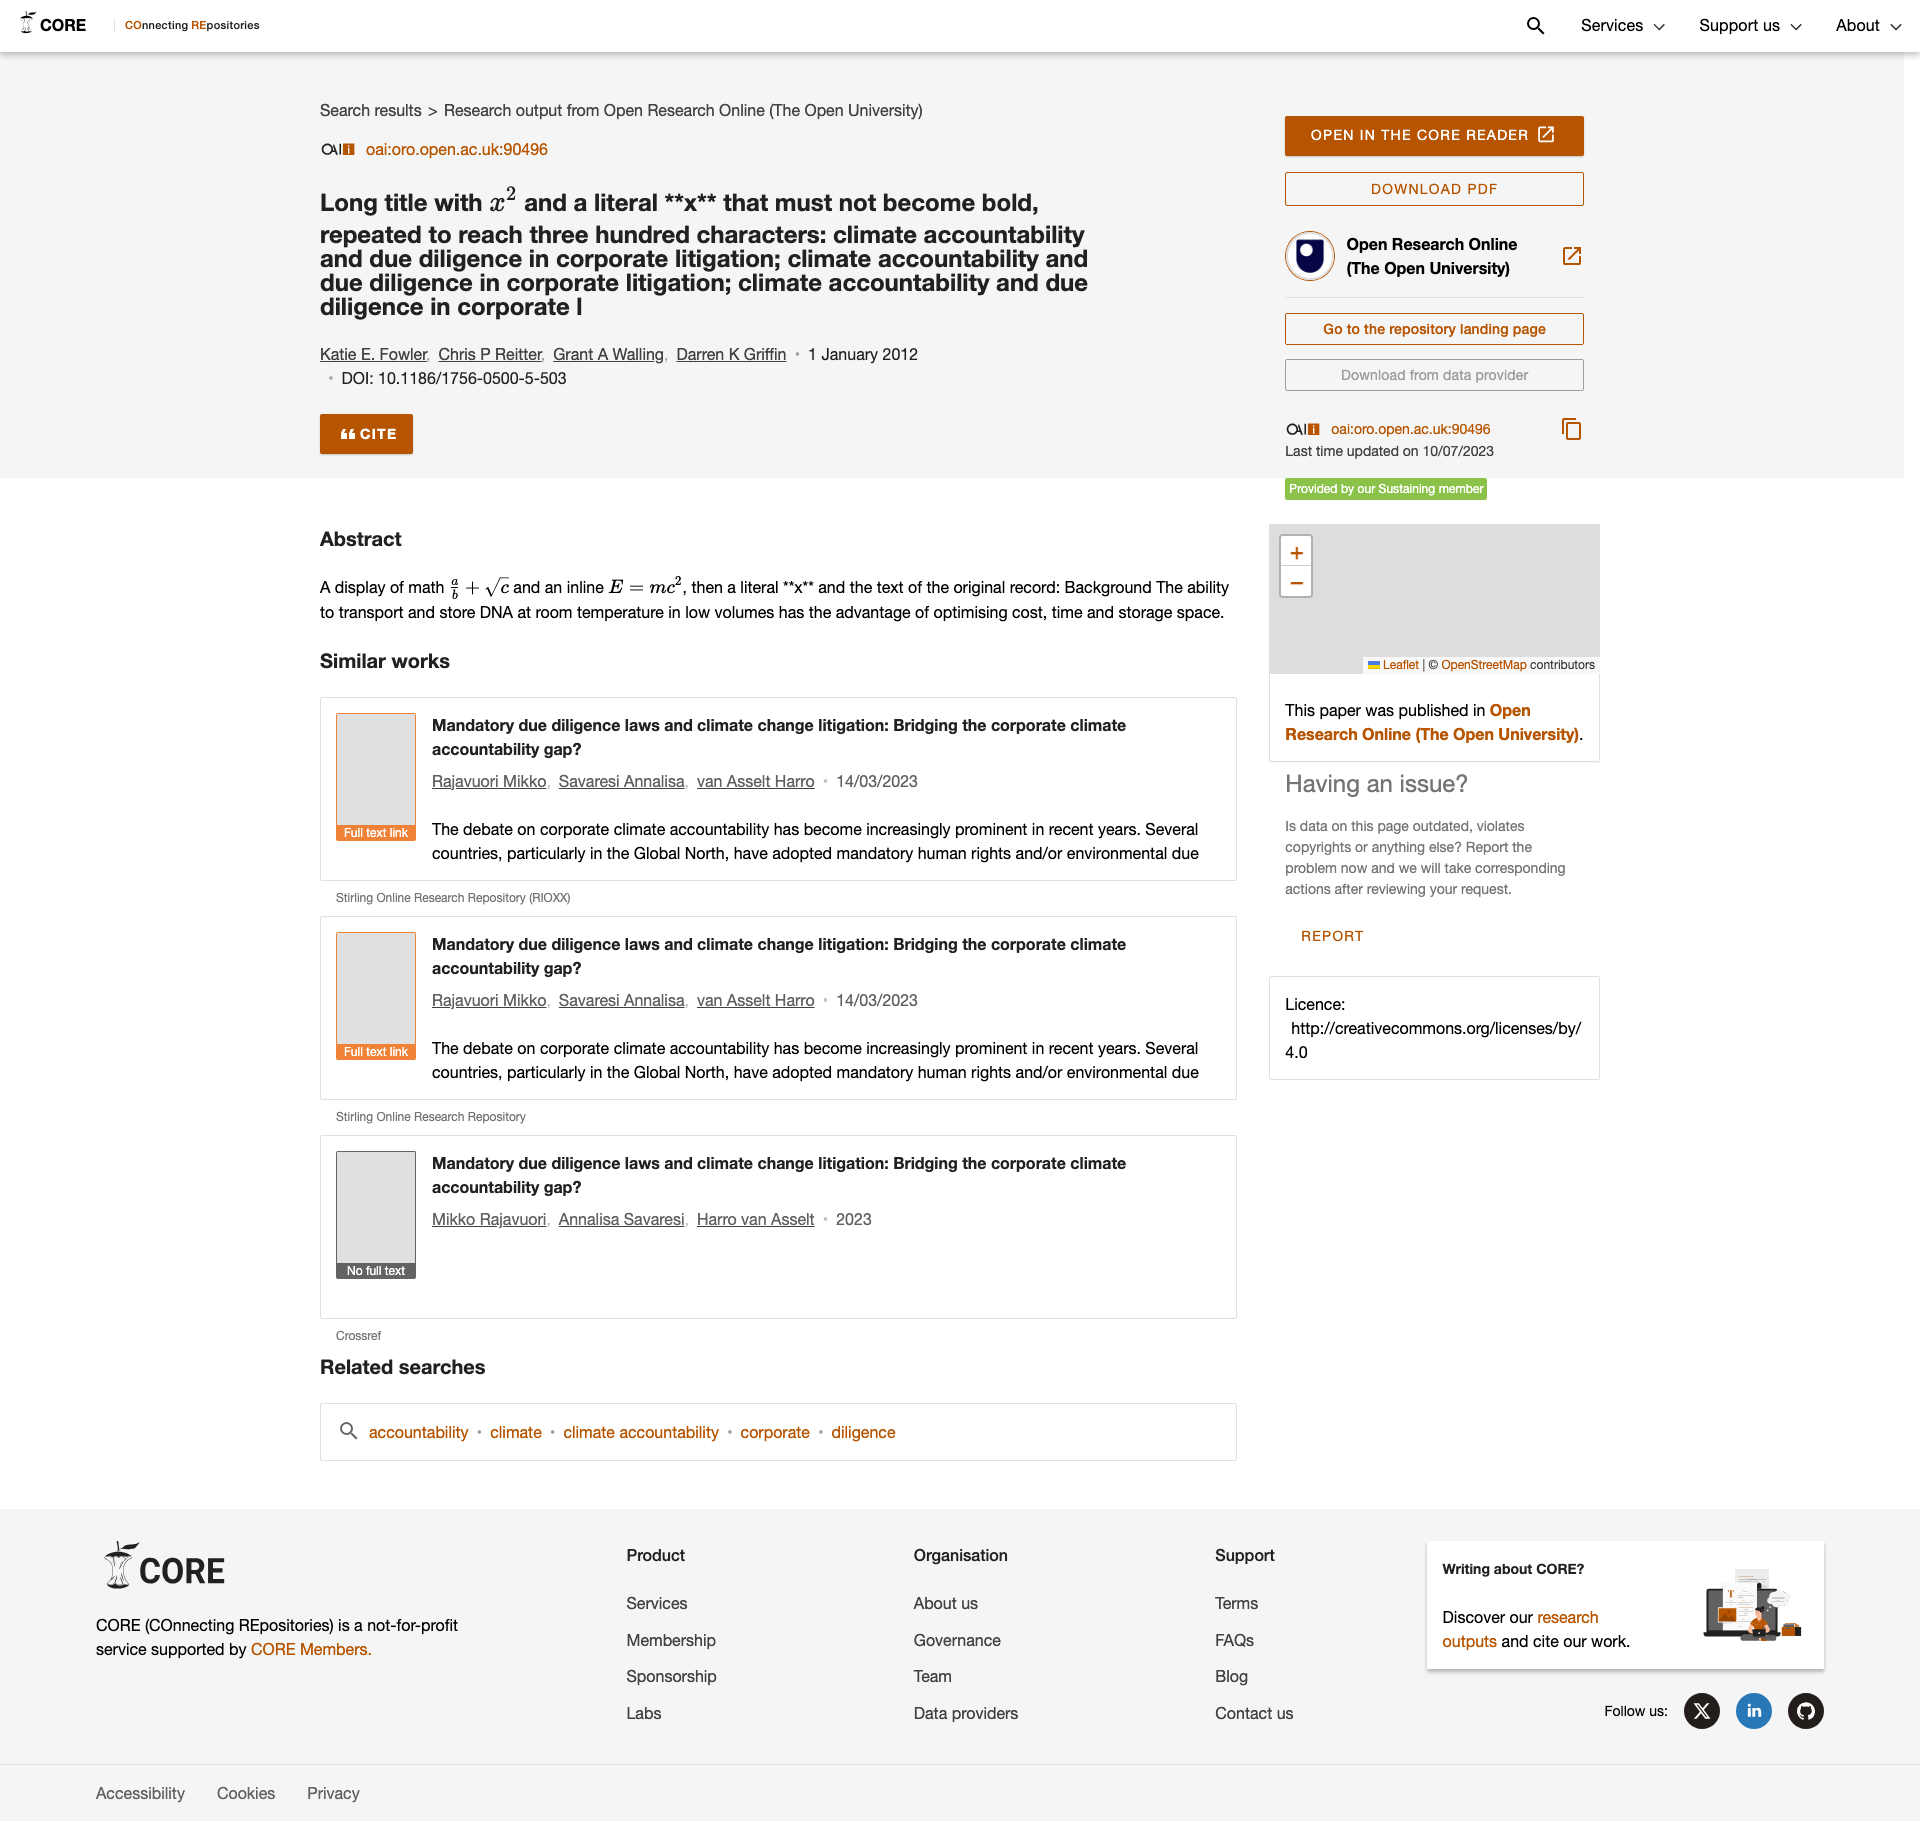 CORE
COnnecting REpositories
Services
Support us
About
Search results > Research output from Open Research Online (The Open University)
OAI oai:oro.open.ac.uk:90496
Long title with x² and a literal **x** that must not become bold,
repeated to reach three hundred characters: climate accountability
and due diligence in corporate litigation; climate accountability and
due diligence in corporate litigation; climate accountability and due
diligence in corporate l
Katie E. Fowler, Chris P Reitter, Grant A Walling, Darren K Griffin • 1 January 2012
• DOI: 10.1186/1756-0500-5-503
CITE
OPEN IN THE CORE READER
DOWNLOAD PDF
Open Research Online
(The Open University)
Go to the repository landing page
Download from data provider
OAI oai:oro.open.ac.uk:90496
Last time updated on 10/07/2023
Provided by our Sustaining member
Abstract
A display of math a/b + √c and an inline E = mc², then a literal **x** and the text of the original record: Background The ability
to transport and store DNA at room temperature in low volumes has the advantage of optimising cost, time and storage space.
Similar works
Full text link
Mandatory due diligence laws and climate change litigation: Bridging the corporate climate
accountability gap?
Rajavuori Mikko, Savaresi Annalisa, van Asselt Harro • 14/03/2023
The debate on corporate climate accountability has become increasingly prominent in recent years. Several
countries, particularly in the Global North, have adopted mandatory human rights and/or environmental due
Stirling Online Research Repository (RIOXX)
Full text link
Mandatory due diligence laws and climate change litigation: Bridging the corporate climate
accountability gap?
Rajavuori Mikko, Savaresi Annalisa, van Asselt Harro • 14/03/2023
The debate on corporate climate accountability has become increasingly prominent in recent years. Several
countries, particularly in the Global North, have adopted mandatory human rights and/or environmental due
Stirling Online Research Repository
No full text
Mandatory due diligence laws and climate change litigation: Bridging the corporate climate
accountability gap?
Mikko Rajavuori, Annalisa Savaresi, Harro van Asselt • 2023
Crossref
Related searches
accountability • climate • climate accountability • corporate • diligence
+
−
Leaflet | © OpenStreetMap contributors
This paper was published in Open
Research Online (The Open University).
Having an issue?
Is data on this page outdated, violates
copyrights or anything else? Report the
problem now and we will take corresponding
actions after reviewing your request.
REPORT
Licence:
http://creativecommons.org/licenses/by/
4.0
CORE
CORE (COnnecting REpositories) is a not-for-profit
service supported by CORE Members.
Product
Services
Membership
Sponsorship
Labs
Organisation
About us
Governance
Team
Data providers
Support
Terms
FAQs
Blog
Contact us
Writing about CORE?
Discover our research
outputs and cite our work.
T
Follow us:
X
in
Accessibility
Cookies
Privacy